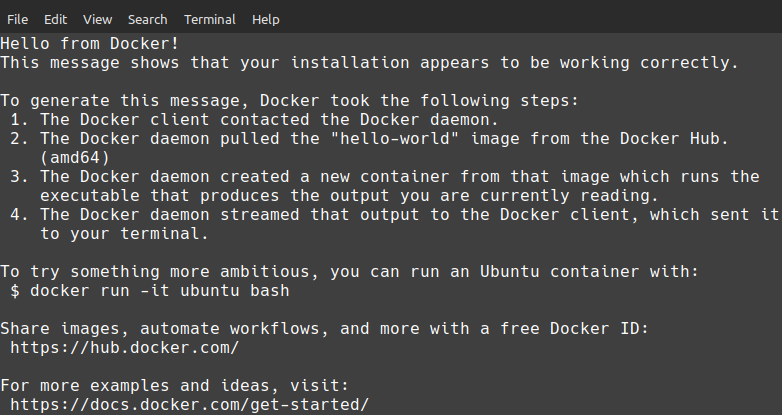 File Edit View Search Terminal Help
Hello from Docker!
This message shows that your installation appears to be working correctly.
To generate this message, Docker took the following steps:
1. The Docker client contacted the Docker daemon.
2. The Docker daemon pulled the "hello-world" image from the Docker Hub.
(amd64)
3. The Docker daemon created a new container from that image which runs the
executable that produces the output you are currently reading.
4. The Docker daemon streamed that output to the Docker client, which sent it
to your terminal.
To try something more ambitious, you can run an Ubuntu container with:
$ docker run -it ubuntu bash
Share images, automate workflows, and more with a free Docker ID:
https://hub.docker.com/
For more examples and ideas, visit:
https://docs.docker.com/get-started/